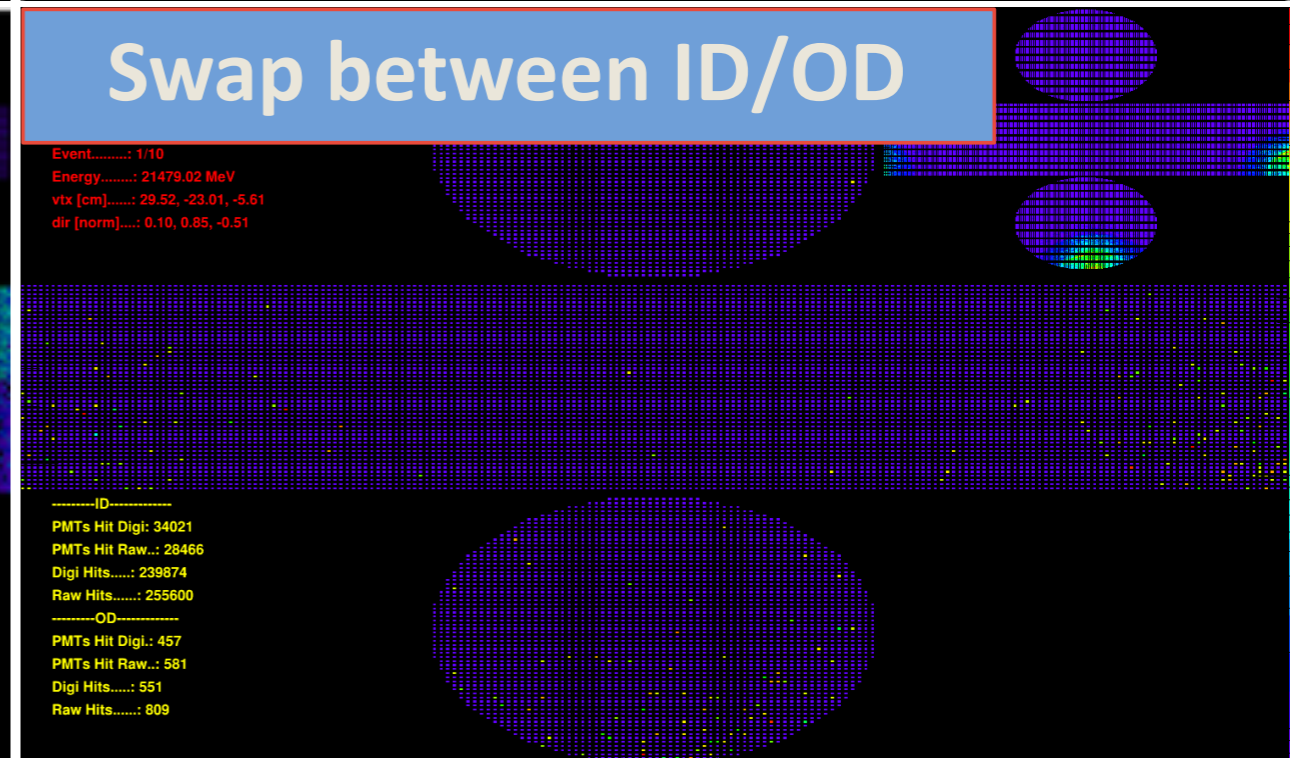 Swap between ID/OD
Event.........: 1/10
Energy........: 21479.02 MeV
vtx [cm]......: 29.52, -23.01, -5.61
dir [norm]....: 0.10, 0.85, -0.51
---------ID-------------
PMTs Hit Digi: 34021
PMTs Hit Raw..: 28466
Digi Hits.....: 239874
Raw Hits......: 255600
---------OD-------------
PMTs Hit Digi.: 457
PMTs Hit Raw..: 581
Digi Hits.....: 551
Raw Hits......: 809